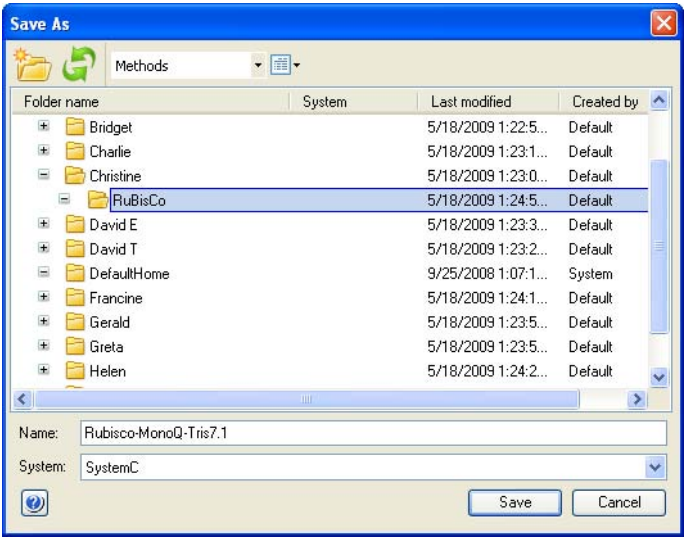 Save As
Methods
Folder name System Last modified Created by
Bridget 5/18/2009 1:22:5... Default
Charlie 5/18/2009 1:23:1... Default
Christine 5/18/2009 1:23:0... Default
RuBisCo 5/18/2009 1:24:5... Default
David E 5/18/2009 1:23:3... Default
David T 5/18/2009 1:23:2... Default
DefaultHome 9/25/2008 1:07:1... System
Francine 5/18/2009 1:24:1... Default
Gerald 5/18/2009 1:23:5... Default
Greta 5/18/2009 1:23:5... Default
Helen 5/18/2009 1:24:2... Default
Name: Rubisco-MonoQ-Tris7.1
System: SystemC
Save Cancel